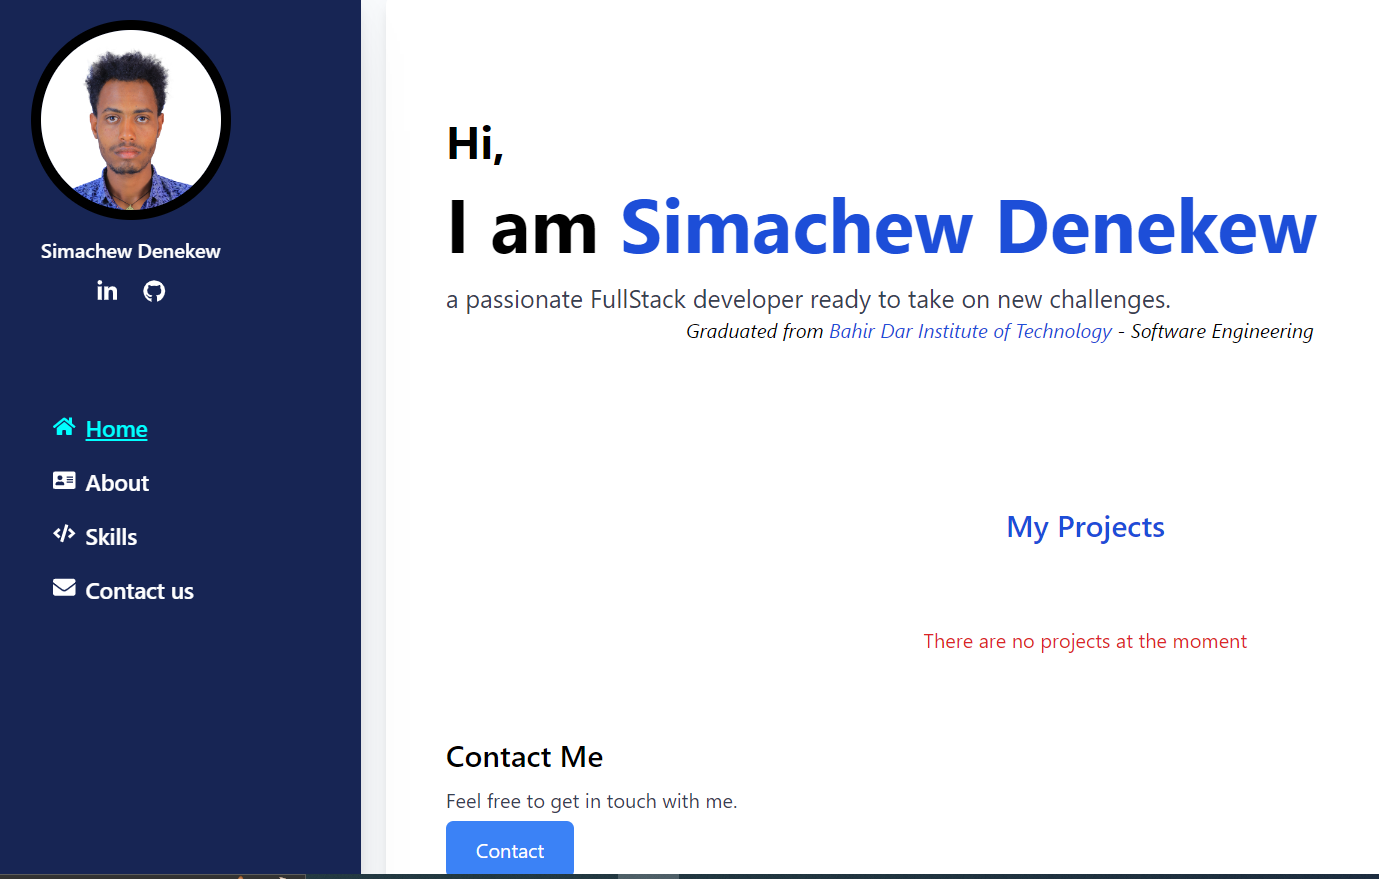 Simachew Denekew
in
Home
About
Skills
Contact us
Hi,
I am Simachew Denekew
a passionate FullStack developer ready to take on new challenges.
Graduated from Bahir Dar Institute of Technology - Software Engineering
My Projects
There are no projects at the moment
Contact Me
Feel free to get in touch with me.
Contact